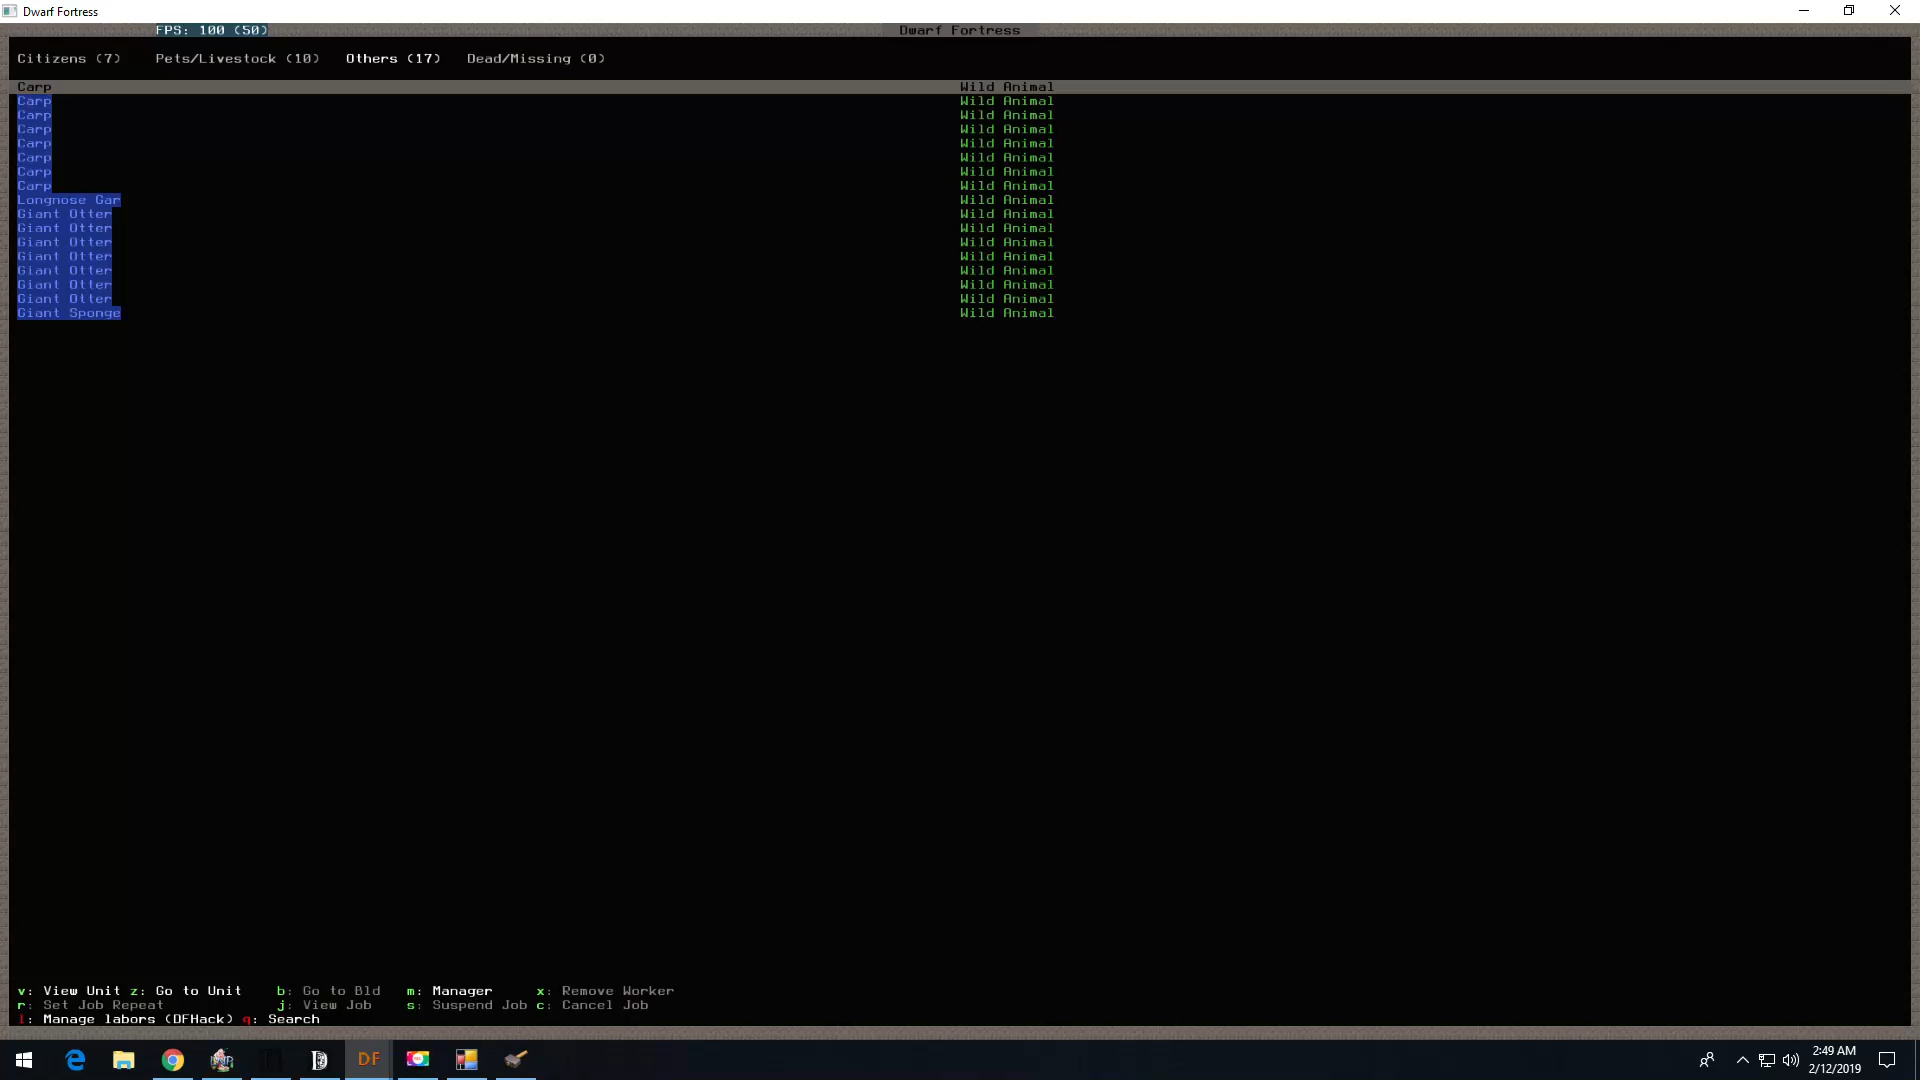 Dwarf Fortress
FPS: 100 (50) Dwarf Fortress
Citizens (7) Pets/Livestock (10) Others (17) Dead/Missing (0)
Carp Wild Animal
Carp Wild Animal
Carp Wild Animal
Carp Wild Animal
Carp Wild Animal
Carp Wild Animal
Carp Wild Animal
Carp Wild Animal
Longnose Gar Wild Animal
Giant Otter Wild Animal
Giant Otter Wild Animal
Giant Otter Wild Animal
Giant Otter Wild Animal
Giant Otter Wild Animal
Giant Otter Wild Animal
Giant Otter Wild Animal
Giant Sponge Wild Animal
v: View Unit z: Go to Unit b: Go to Bld m: Manager x: Remove Worker
r: Set Job Repeat j: View Job s: Suspend Job c: Cancel Job
l: Manage labors (DFHack) q: Search
DF
2:49 AM
2/12/2019